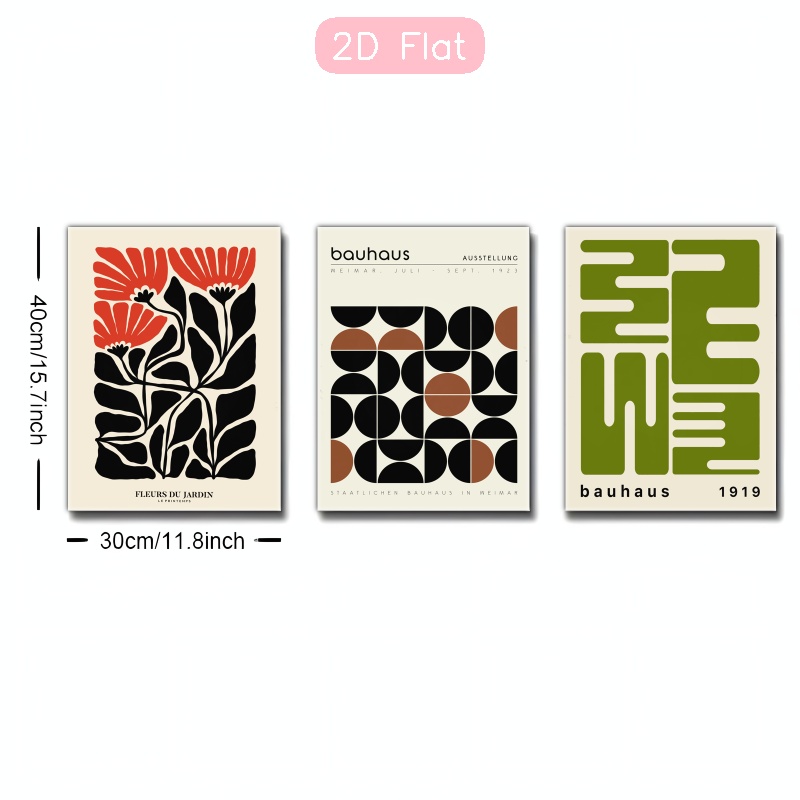 2D Flat
40cm/15.7inch
30cm/11.8inch
FLEURS DU JARDIN
LE PRINTEMPS
bauhaus
AUSSTELLUNG
WEIMAR, JULI - SEPT. 1923
STAATLICHEN BAUHAUS IN WEIMAR
bauhaus 1919